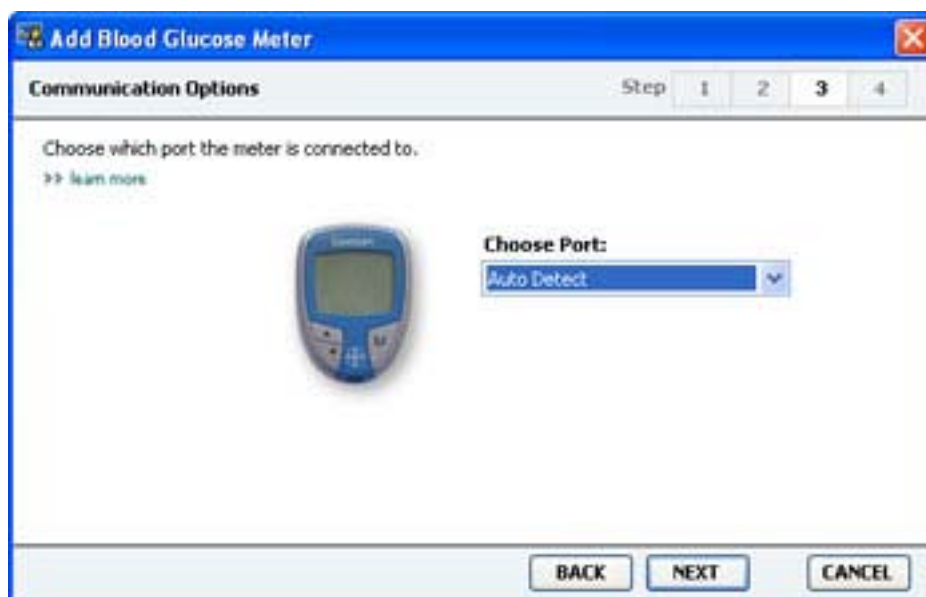 Add Blood Glucose Meter
Communication Options
Step 1 2 3 4
Choose which port the meter is connected to.
>> learn more
Choose Port:
Auto Detect
BACK NEXT CANCEL